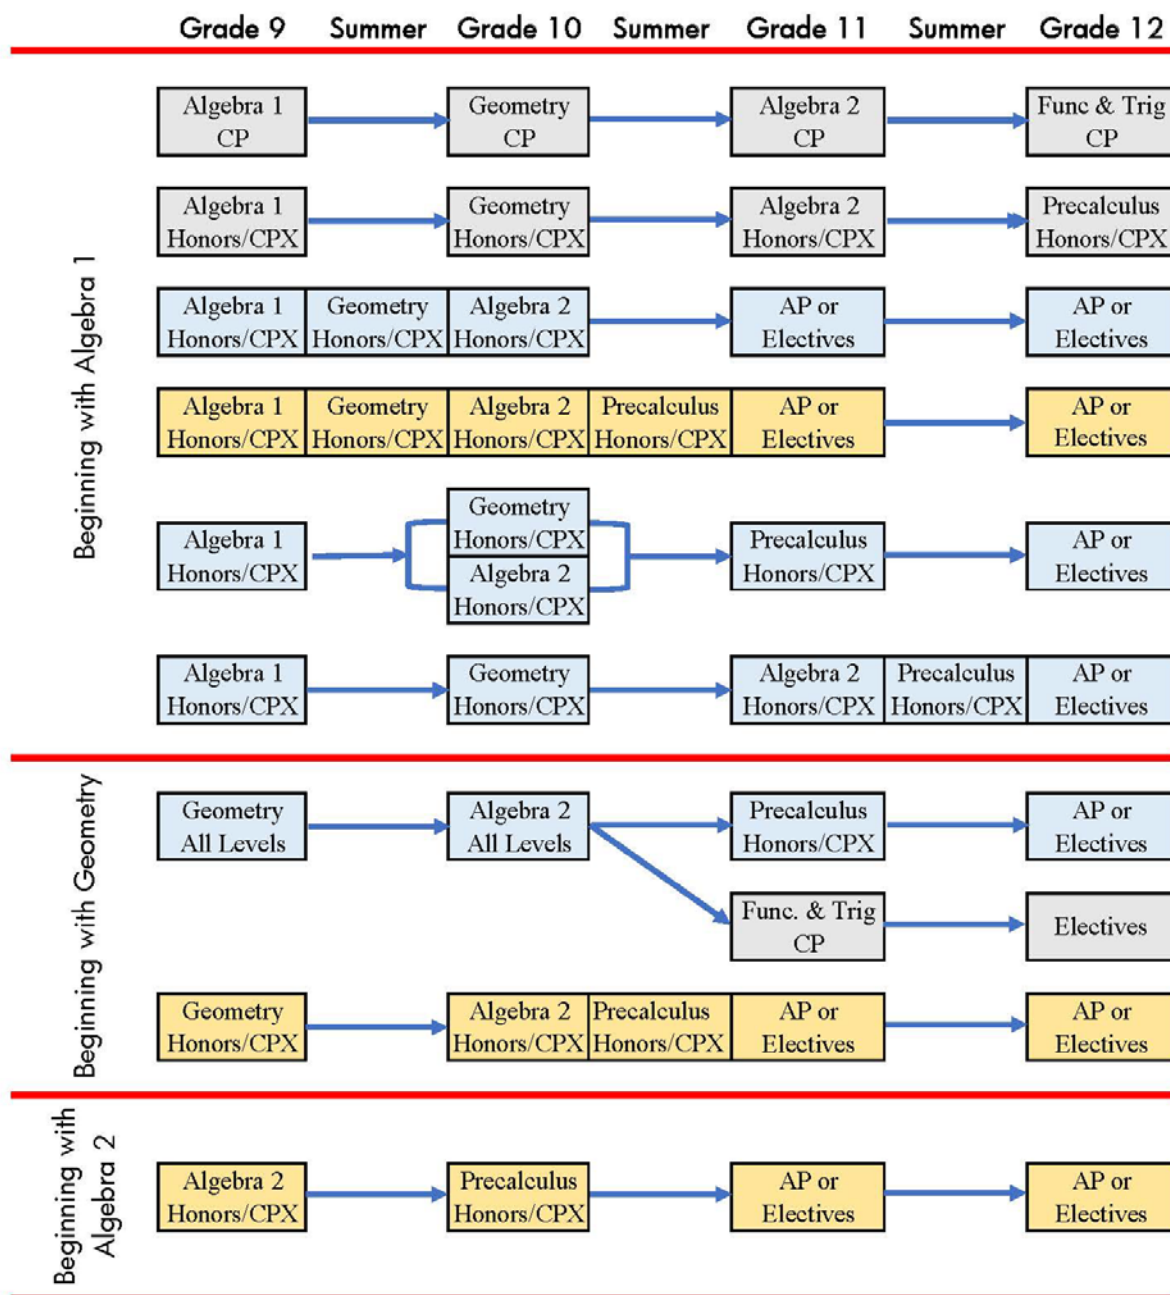 Grade 9 Summer Grade 10 Summer Grade 11 Summer Grade 12
Beginning with Algebra 1
Algebra 1 Geometry Algebra 2 Func & Trig
CP CP CP CP
Algebra 1 Geometry Algebra 2 Precalculus
Honors/CPX Honors/CPX Honors/CPX Honors/CPX
Algebra 1 Geometry Algebra 2 AP or AP or
Honors/CPX Honors/CPX Honors/CPX Electives Electives
Algebra 1 Geometry Algebra 2 Precalculus AP or AP or
Honors/CPX Honors/CPX Honors/CPX Honors/CPX Electives Electives
Geometry
Honors/CPX
Algebra 1 Precalculus AP or
Honors/CPX Honors/CPX Electives
Algebra 2
Honors/CPX
Algebra 1 Geometry Algebra 2 Precalculus AP or
Honors/CPX Honors/CPX Honors/CPX Honors/CPX Electives
Beginning with Geometry
Geometry Algebra 2 Precalculus AP or
All Levels All Levels Honors/CPX Electives
Func. & Trig
CP
Electives
Geometry Algebra 2 Precalculus AP or AP or
Honors/CPX Honors/CPX Honors/CPX Electives Electives
Beginning with
Algebra 2
Algebra 2 Precalculus AP or AP or
Honors/CPX Honors/CPX Electives Electives